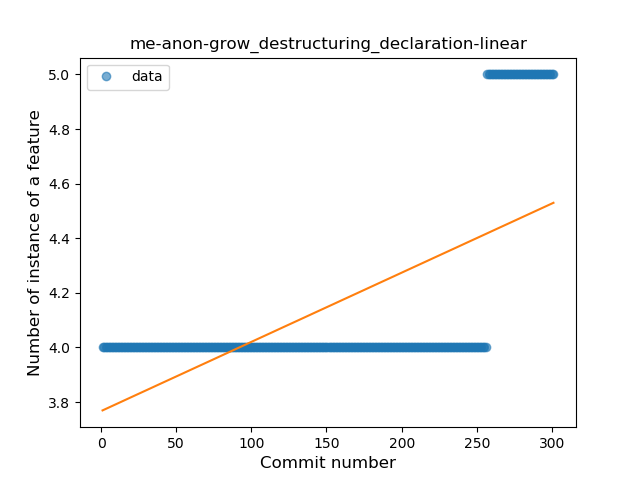 me-anon-grow_destructuring_declaration-linear
data
Number of instance of a feature
5.0
4.8
4.6
4.4
4.2
4.0
3.8
0 50 100 150 200 250 300
Commit number